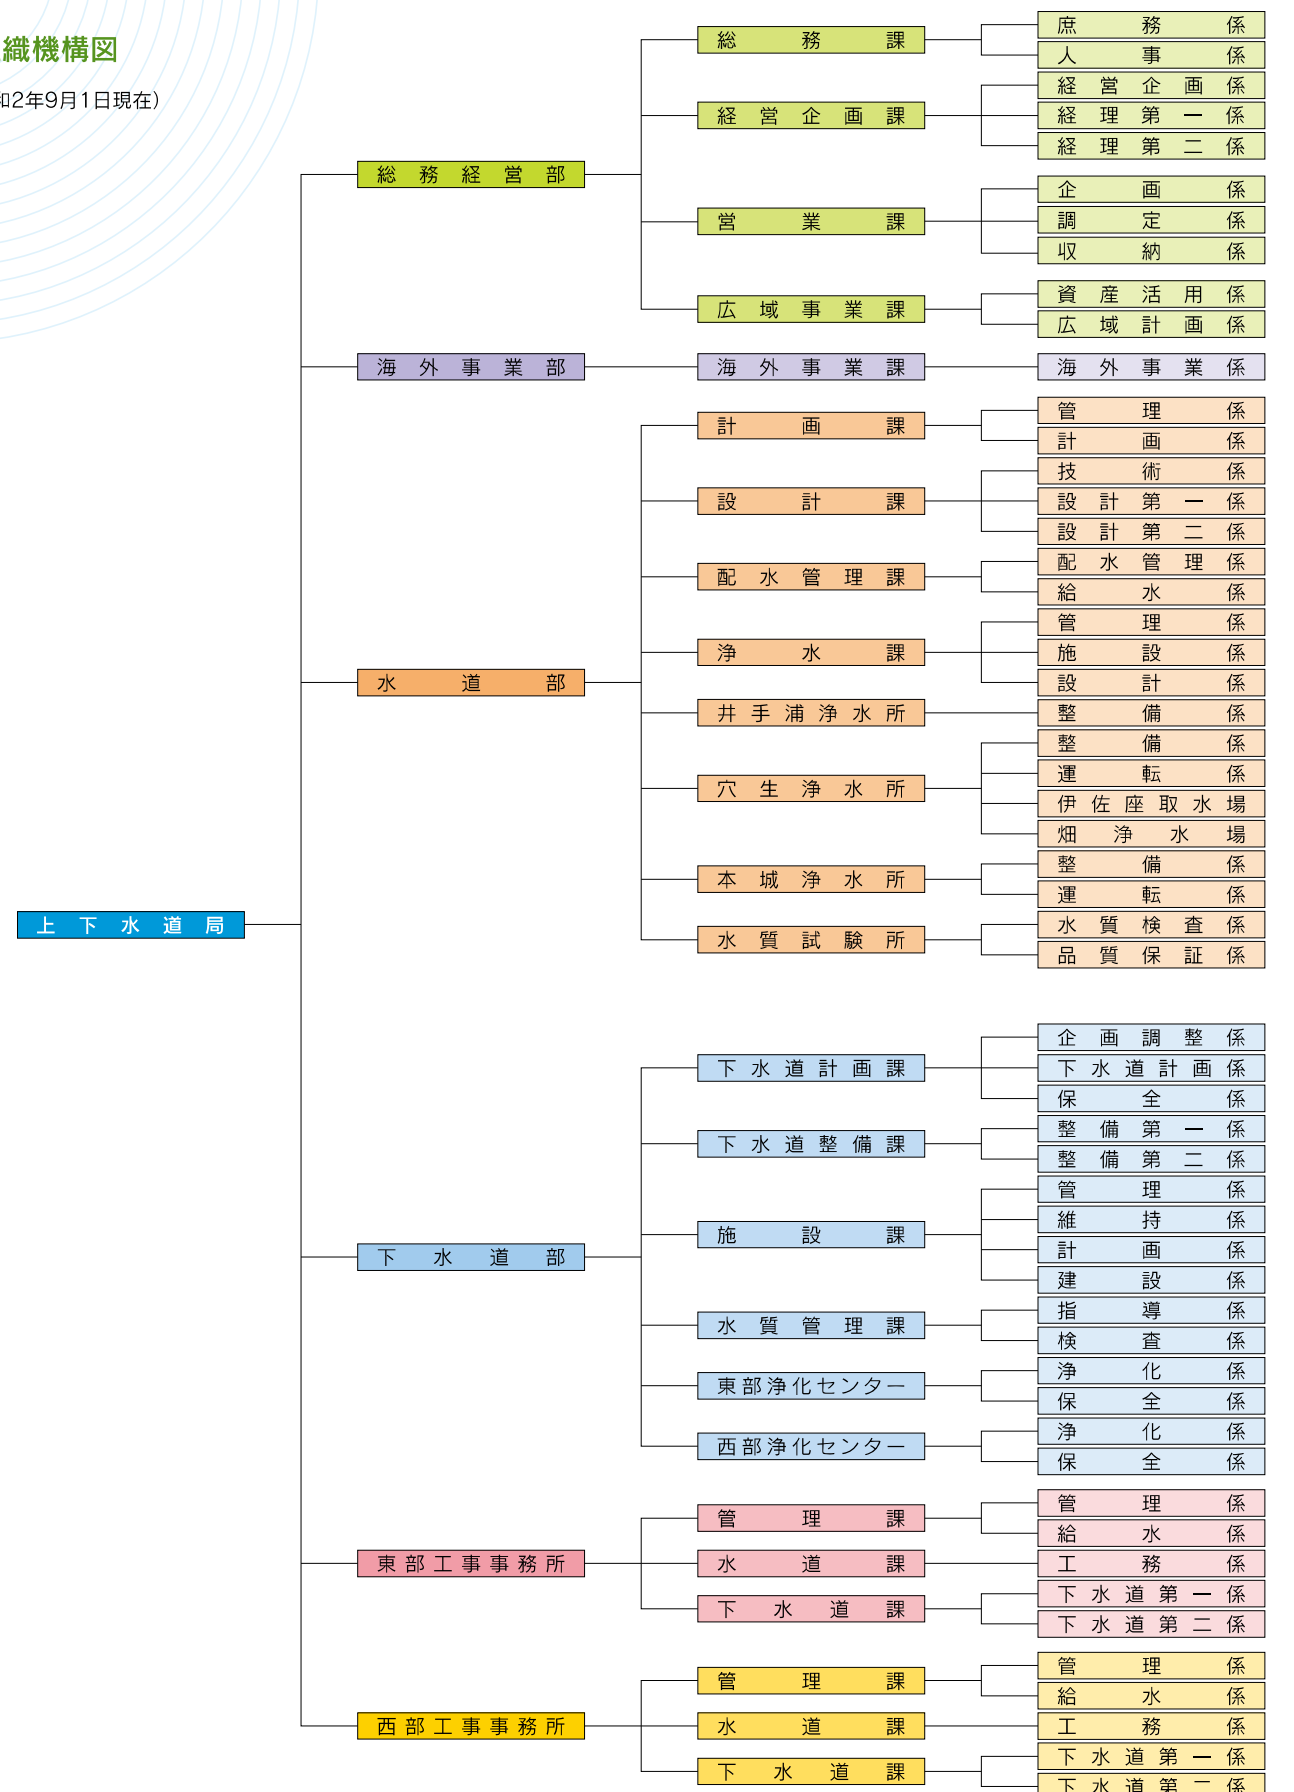 織機構図
和2年9月1日現在）
上下水道局
総務経営部
総務課
庶務係
人事係
経営企画課
経営企画係
経理第一係
経理第二係
営業課
企画係
調定係
収納係
広域事業課
資産活用係
広域計画係
海外事業部
海外事業課
海外事業係
水道部
計画課
管理係
計画係
設計課
技術係
設計第一係
設計第二係
配水管理課
配水管理係
給水係
浄水課
管理係
施設係
設計係
井手浦浄水所
整備係
穴生浄水所
整備係
運転係
伊佐座取水場
畑浄水場
本城浄水所
整備係
運転係
水質試験所
水質検査係
品質保証係
下水道部
下水道計画課
企画調整係
下水道計画係
保全係
下水道整備課
整備第一係
整備第二係
施設課
管理係
維持係
計画係
建設係
水質管理課
指導係
検査係
東部浄化センター
浄化係
保全係
西部浄化センター
浄化係
保全係
東部工事事務所
管理課
管理係
給水係
水道課
工務係
下水道課
下水道第一係
下水道第二係
西部工事事務所
管理課
管理係
給水係
水道課
工務係
下水道課
下水道第一係
下水道第二係